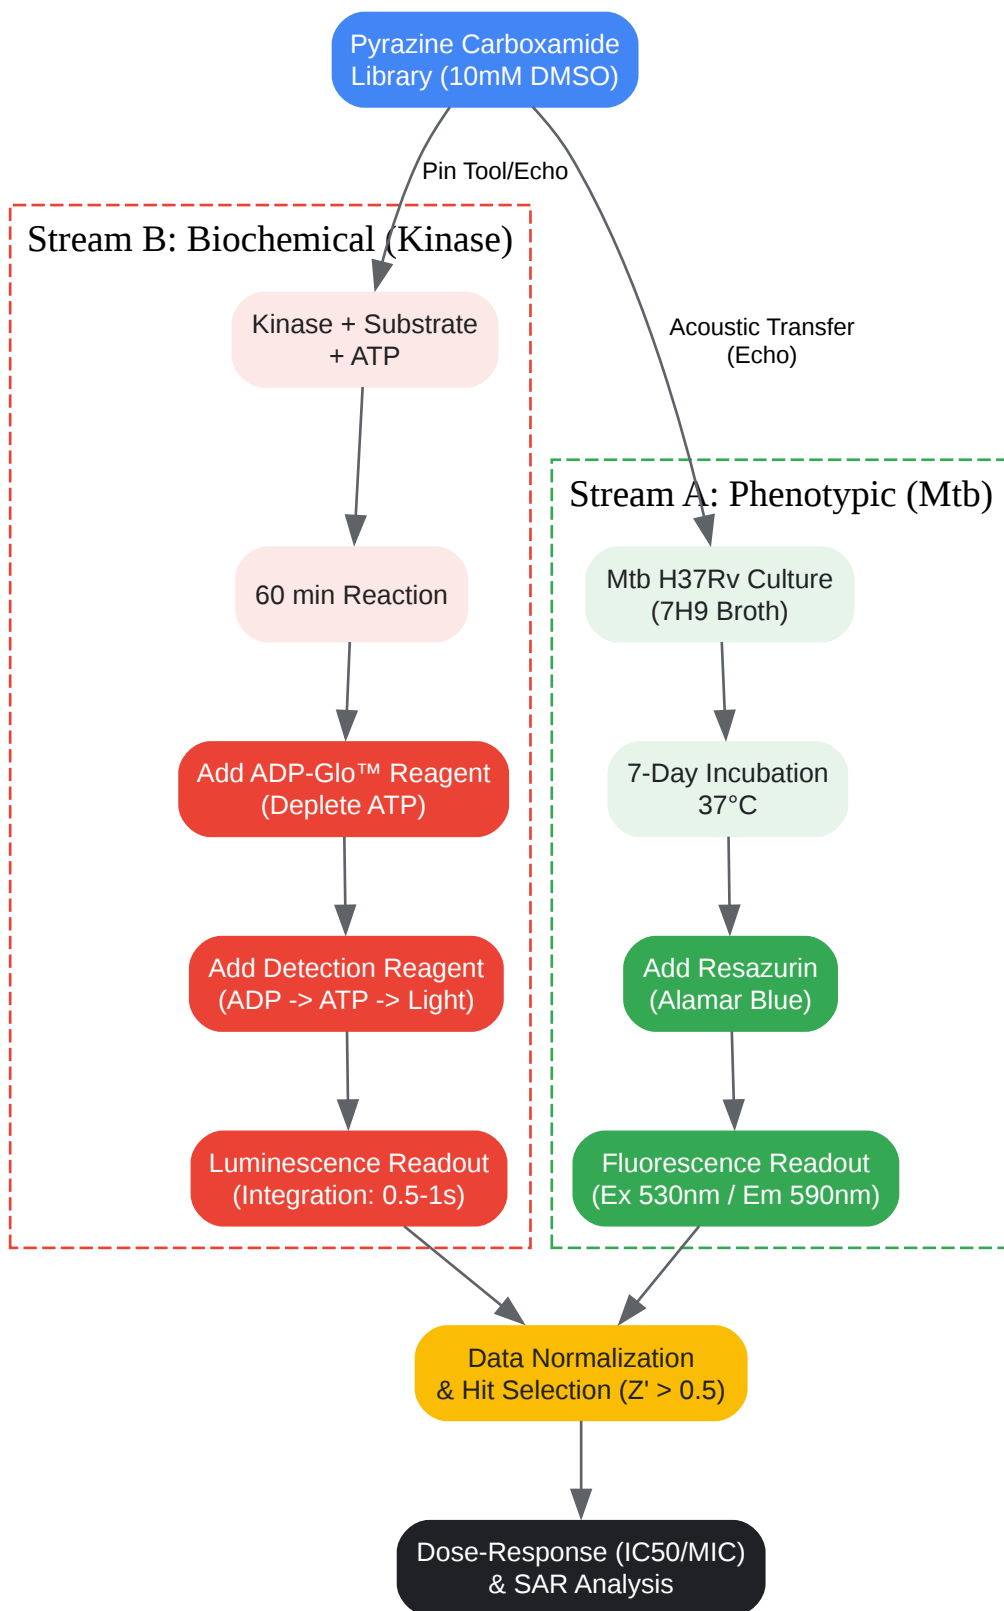 Pyrazine Carboxamide
Library (10mM DMSO)
Pin Tool/Echo
Stream B: Biochemical (Kinase)
Kinase + Substrate
+ ATP
60 min Reaction
Add ADP-Glo™ Reagent
(Deplete ATP)
Add Detection Reagent
(ADP -> ATP -> Light)
Luminescence Readout
(Integration: 0.5-1s)
Acoustic Transfer
(Echo)
Stream A: Phenotypic (Mtb)
Mtb H37Rv Culture
(7H9 Broth)
7-Day Incubation
37°C
Add Resazurin
(Alamar Blue)
Fluorescence Readout
(Ex 530nm / Em 590nm)
Data Normalization
& Hit Selection (Z' > 0.5)
Dose-Response (IC50/MIC)
& SAR Analysis